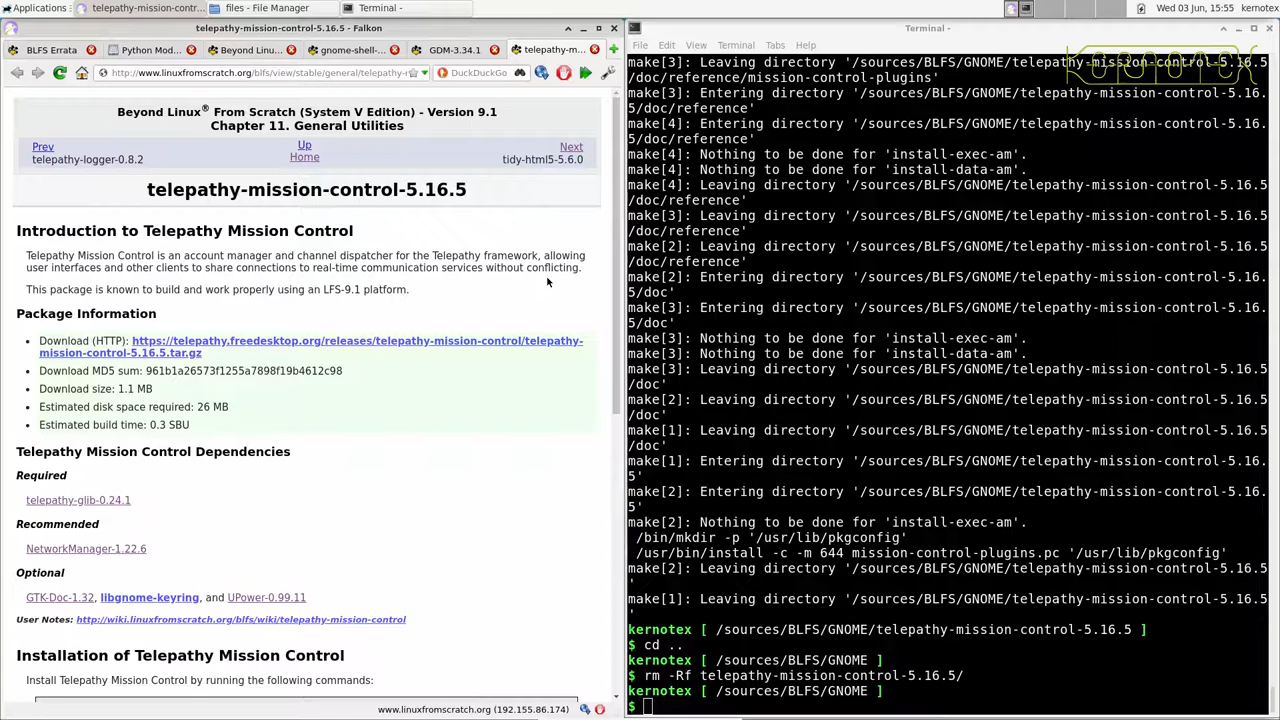 Applications
telepathy-mission-contr...
files - File Manager
Terminal -
Wed 03 Jun, 15:55
kernotex
telepathy-mission-control-5.16.5 - Falkon
BLFS Errata
Python Mod...
Beyond Linu...
gnome-shell-...
GDM-3.34.1
telepathy-m...
http://www.linuxfromscratch.org/blfs/view/stable/general/telepathy-r
DuckDuckGo
Beyond Linux® From Scratch (System V Edition) - Version 9.1
Chapter 11. General Utilities
Prev
Up
Next
telepathy-logger-0.8.2
Home
tidy-html5-5.6.0
telepathy-mission-control-5.16.5
Introduction to Telepathy Mission Control
Telepathy Mission Control is an account manager and channel dispatcher for the Telepathy framework, allowing
user interfaces and other clients to share connections to real-time communication services without conflicting.
This package is known to build and work properly using an LFS-9.1 platform.
Package Information
Download (HTTP): https://telepathy.freedesktop.org/releases/telepathy-mission-control/telepathy-
mission-control-5.16.5.tar.gz
Download MD5 sum: 961b1a26573f1255a7898f19b4612c98
Download size: 1.1 MB
Estimated disk space required: 26 MB
Estimated build time: 0.3 SBU
Telepathy Mission Control Dependencies
Required
telepathy-glib-0.24.1
Recommended
NetworkManager-1.22.6
Optional
GTK-Doc-1.32, libgnome-keyring, and UPower-0.99.11
User Notes: http://wiki.linuxfromscratch.org/blfs/wiki/telepathy-mission-control
Installation of Telepathy Mission Control
Install Telepathy Mission Control by running the following commands:
www.linuxfromscratch.org (192.155.86.174)
Terminal -
File Edit View Terminal Tabs Help
make[3]: Leaving directory '/sources/BLFS/GNOME/telepathy-mission-control-5.16.5
/doc/reference/mission-control-plugins'
make[3]: Entering directory '/sources/BLFS/GNOME/telepathy-mission-control-5.16.
5/doc/reference'
make[4]: Entering directory '/sources/BLFS/GNOME/telepathy-mission-control-5.16.
5/doc/reference'
make[4]: Nothing to be done for 'install-exec-am'.
make[4]: Nothing to be done for 'install-data-am'.
make[4]: Leaving directory '/sources/BLFS/GNOME/telepathy-mission-control-5.16.5
/doc/reference'
make[3]: Leaving directory '/sources/BLFS/GNOME/telepathy-mission-control-5.16.5
/doc/reference'
make[2]: Leaving directory '/sources/BLFS/GNOME/telepathy-mission-control-5.16.5
/doc/reference'
make[2]: Entering directory '/sources/BLFS/GNOME/telepathy-mission-control-5.16.
5/doc'
make[3]: Entering directory '/sources/BLFS/GNOME/telepathy-mission-control-5.16.
5/doc'
make[3]: Nothing to be done for 'install-exec-am'.
make[3]: Nothing to be done for 'install-data-am'.
make[3]: Leaving directory '/sources/BLFS/GNOME/telepathy-mission-control-5.16.5
/doc'
make[2]: Leaving directory '/sources/BLFS/GNOME/telepathy-mission-control-5.16.5
/doc'
make[1]: Leaving directory '/sources/BLFS/GNOME/telepathy-mission-control-5.16.5
/doc'
make[1]: Entering directory '/sources/BLFS/GNOME/telepathy-mission-control-5.16.
5'
make[2]: Entering directory '/sources/BLFS/GNOME/telepathy-mission-control-5.16.
5'
make[2]: Nothing to be done for 'install-exec-am'.
/bin/mkdir -p '/usr/lib/pkgconfig'
/usr/bin/install -c -m 644 mission-control-plugins.pc '/usr/lib/pkgconfig'
make[2]: Leaving directory '/sources/BLFS/GNOME/telepathy-mission-control-5.16.5
'
make[1]: Leaving directory '/sources/BLFS/GNOME/telepathy-mission-control-5.16.5
'
kernotex [ /sources/BLFS/GNOME/telepathy-mission-control-5.16.5 ]
$ cd ..
kernotex [ /sources/BLFS/GNOME ]
$ rm -Rf telepathy-mission-control-5.16.5/
kernotex [ /sources/BLFS/GNOME ]
$